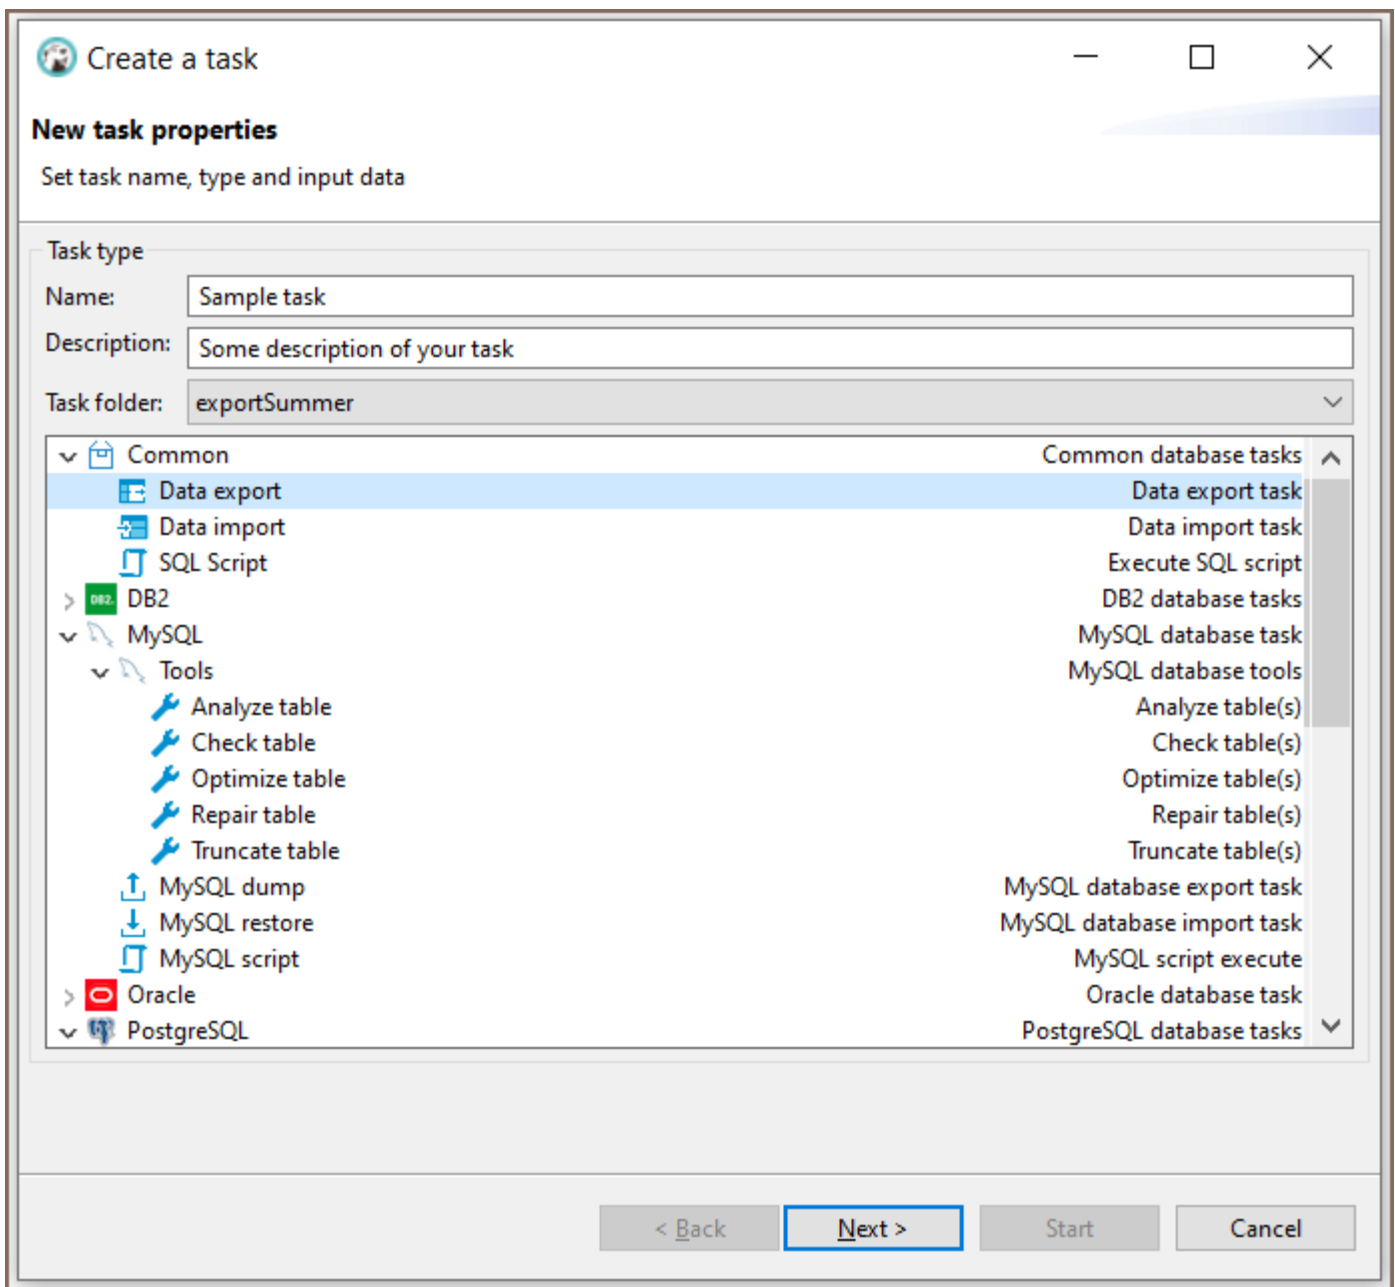 Create a task
New task properties
Set task name, type and input data
Task type
Name: Sample task
Description: Some description of your task
Task folder: exportSummer
Common Common database tasks
Data export Data export task
Data import Data import task
SQL Script Execute SQL script
DB2. DB2 DB2 database tasks
MySQL MySQL database task
Tools MySQL database tools
Analyze table Analyze table(s)
Check table Check table(s)
Optimize table Optimize table(s)
Repair table Repair table(s)
Truncate table Truncate table(s)
MySQL dump MySQL database export task
MySQL restore MySQL database import task
MySQL script MySQL script execute
Oracle Oracle database task
PostgreSQL PostgreSQL database tasks
< Back Next > Start Cancel